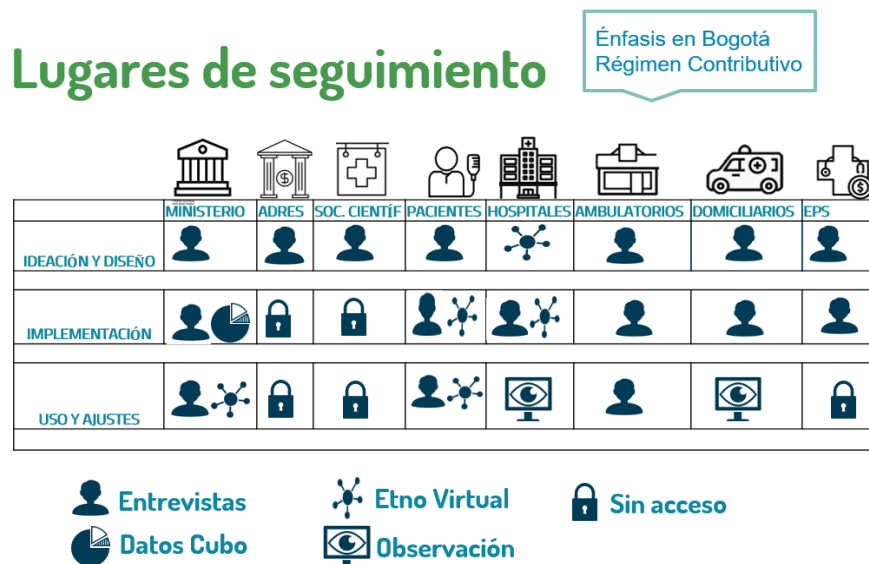 Énfasis en Bogotá
Régimen Contributivo
Lugares de seguimiento
MINISTERIO ADRES SOC. CIENTÍF PACIENTES HOSPITALES AMBULATORIOS DOMICILIARIOS EPS
IDEACIÓN Y DISEÑO
IMPLEMENTACIÓN
USO Y AJUSTES
Entrevistas Etno Virtual Sin acceso
Datos Cubo Observación